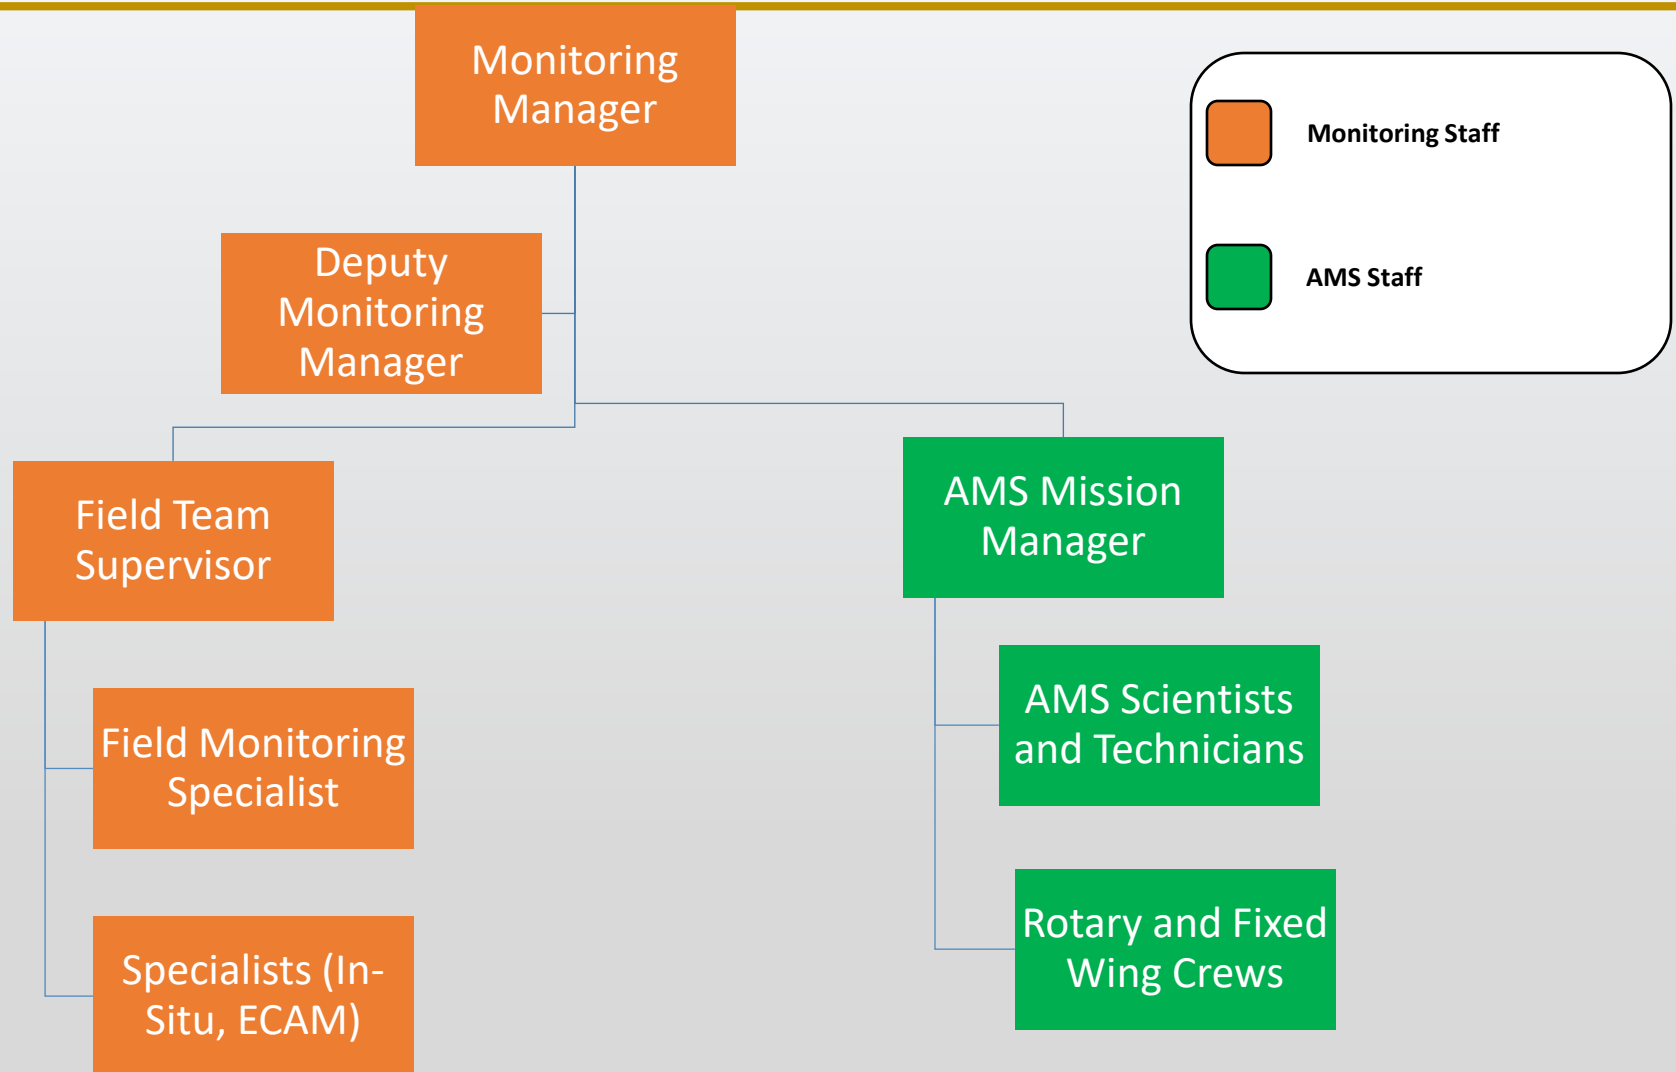 Monitoring
Manager
Monitoring Staff
AMS Staff
Deputy
Monitoring
Manager
Field Team
Supervisor
AMS Mission
Manager
Field Monitoring
Specialist
AMS Scientists
and Technicians
Specialists (In-
Situ, ECAM)
Rotary and Fixed
Wing Crews